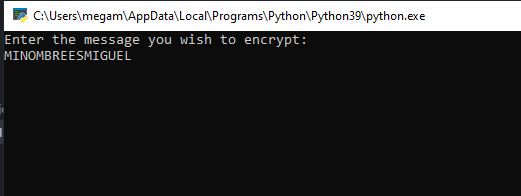 C:\Users\megam\AppData\Local\Programs\Python\Python39\python.exe
Enter the message you wish to encrypt:
MINOMBREESMIGUEL